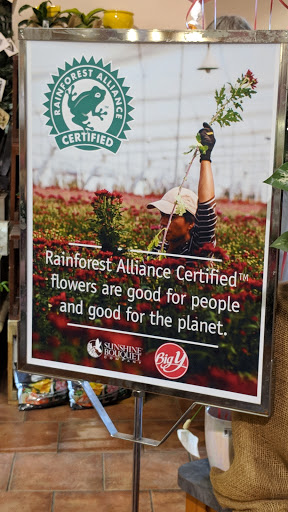 RAINFOREST ALLIANCE
CERTIFIED
Rainforest Alliance Certified™
flowers are good for people
and good for the planet.
SUNSHINE
BOUQUET
COMPANY
Big Y